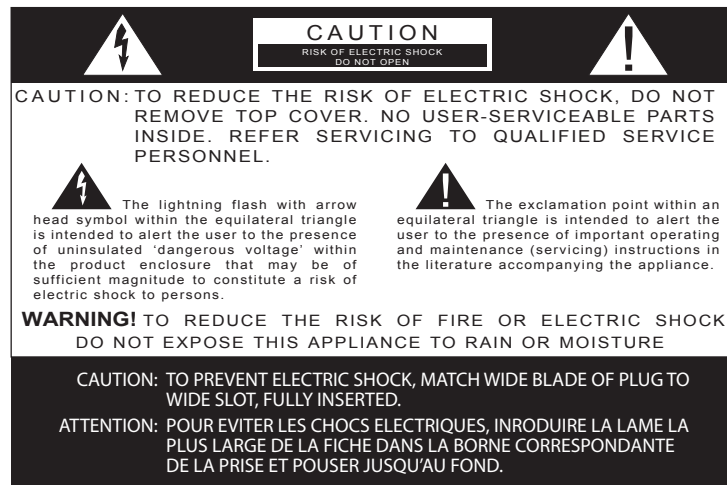 CAUTION
RISK OF ELECTRIC SHOCK
DO NOT OPEN
CAUTION: TO REDUCE THE RISK OF ELECTRIC SHOCK, DO NOT
REMOVE TOP COVER. NO USER-SERVICEABLE PARTS
INSIDE. REFER SERVICING TO QUALIFIED SERVICE
PERSONNEL.
The lightning flash with arrow
head symbol within the equilateral triangle
is intended to alert the user to the presence
of uninsulated ‘dangerous voltage’ within
the product enclosure that may be of
sufficient magnitude to constitute a risk of
electric shock to persons.
The exclamation point within an
equilateral triangle is intended to alert the
user to the presence of important operating
and maintenance (servicing) instructions in
the literature accompanying the appliance.
WARNING! TO REDUCE THE RISK OF FIRE OR ELECTRIC SHOCK
DO NOT EXPOSE THIS APPLIANCE TO RAIN OR MOISTURE
CAUTION: TO PREVENT ELECTRIC SHOCK, MATCH WIDE BLADE OF PLUG TO
WIDE SLOT, FULLY INSERTED.
ATTENTION: POUR EVITER LES CHOCS ELECTRIQUES, INRODUIRE LA LAME LA
PLUS LARGE DE LA FICHE DANS LA BORNE CORRESPONDANTE
DE LA PRISE ET POUSER JUSQU’AU FOND.